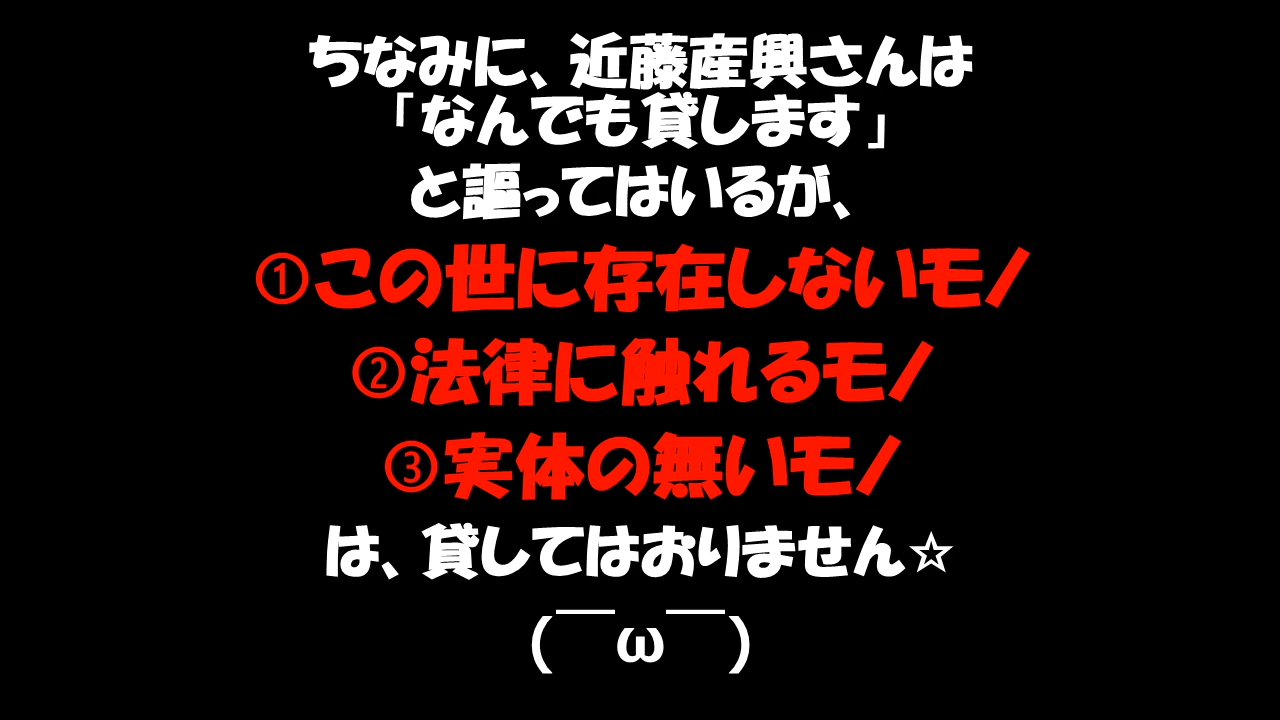 ちなみに、近藤産興さんは
「なんでも貸します」
と謳ってはいるが、
①この世に存在しないモノ
②法律に触れるモノ
③実体の無いモノ
は、貸してはおりません☆
(￣ω￣)